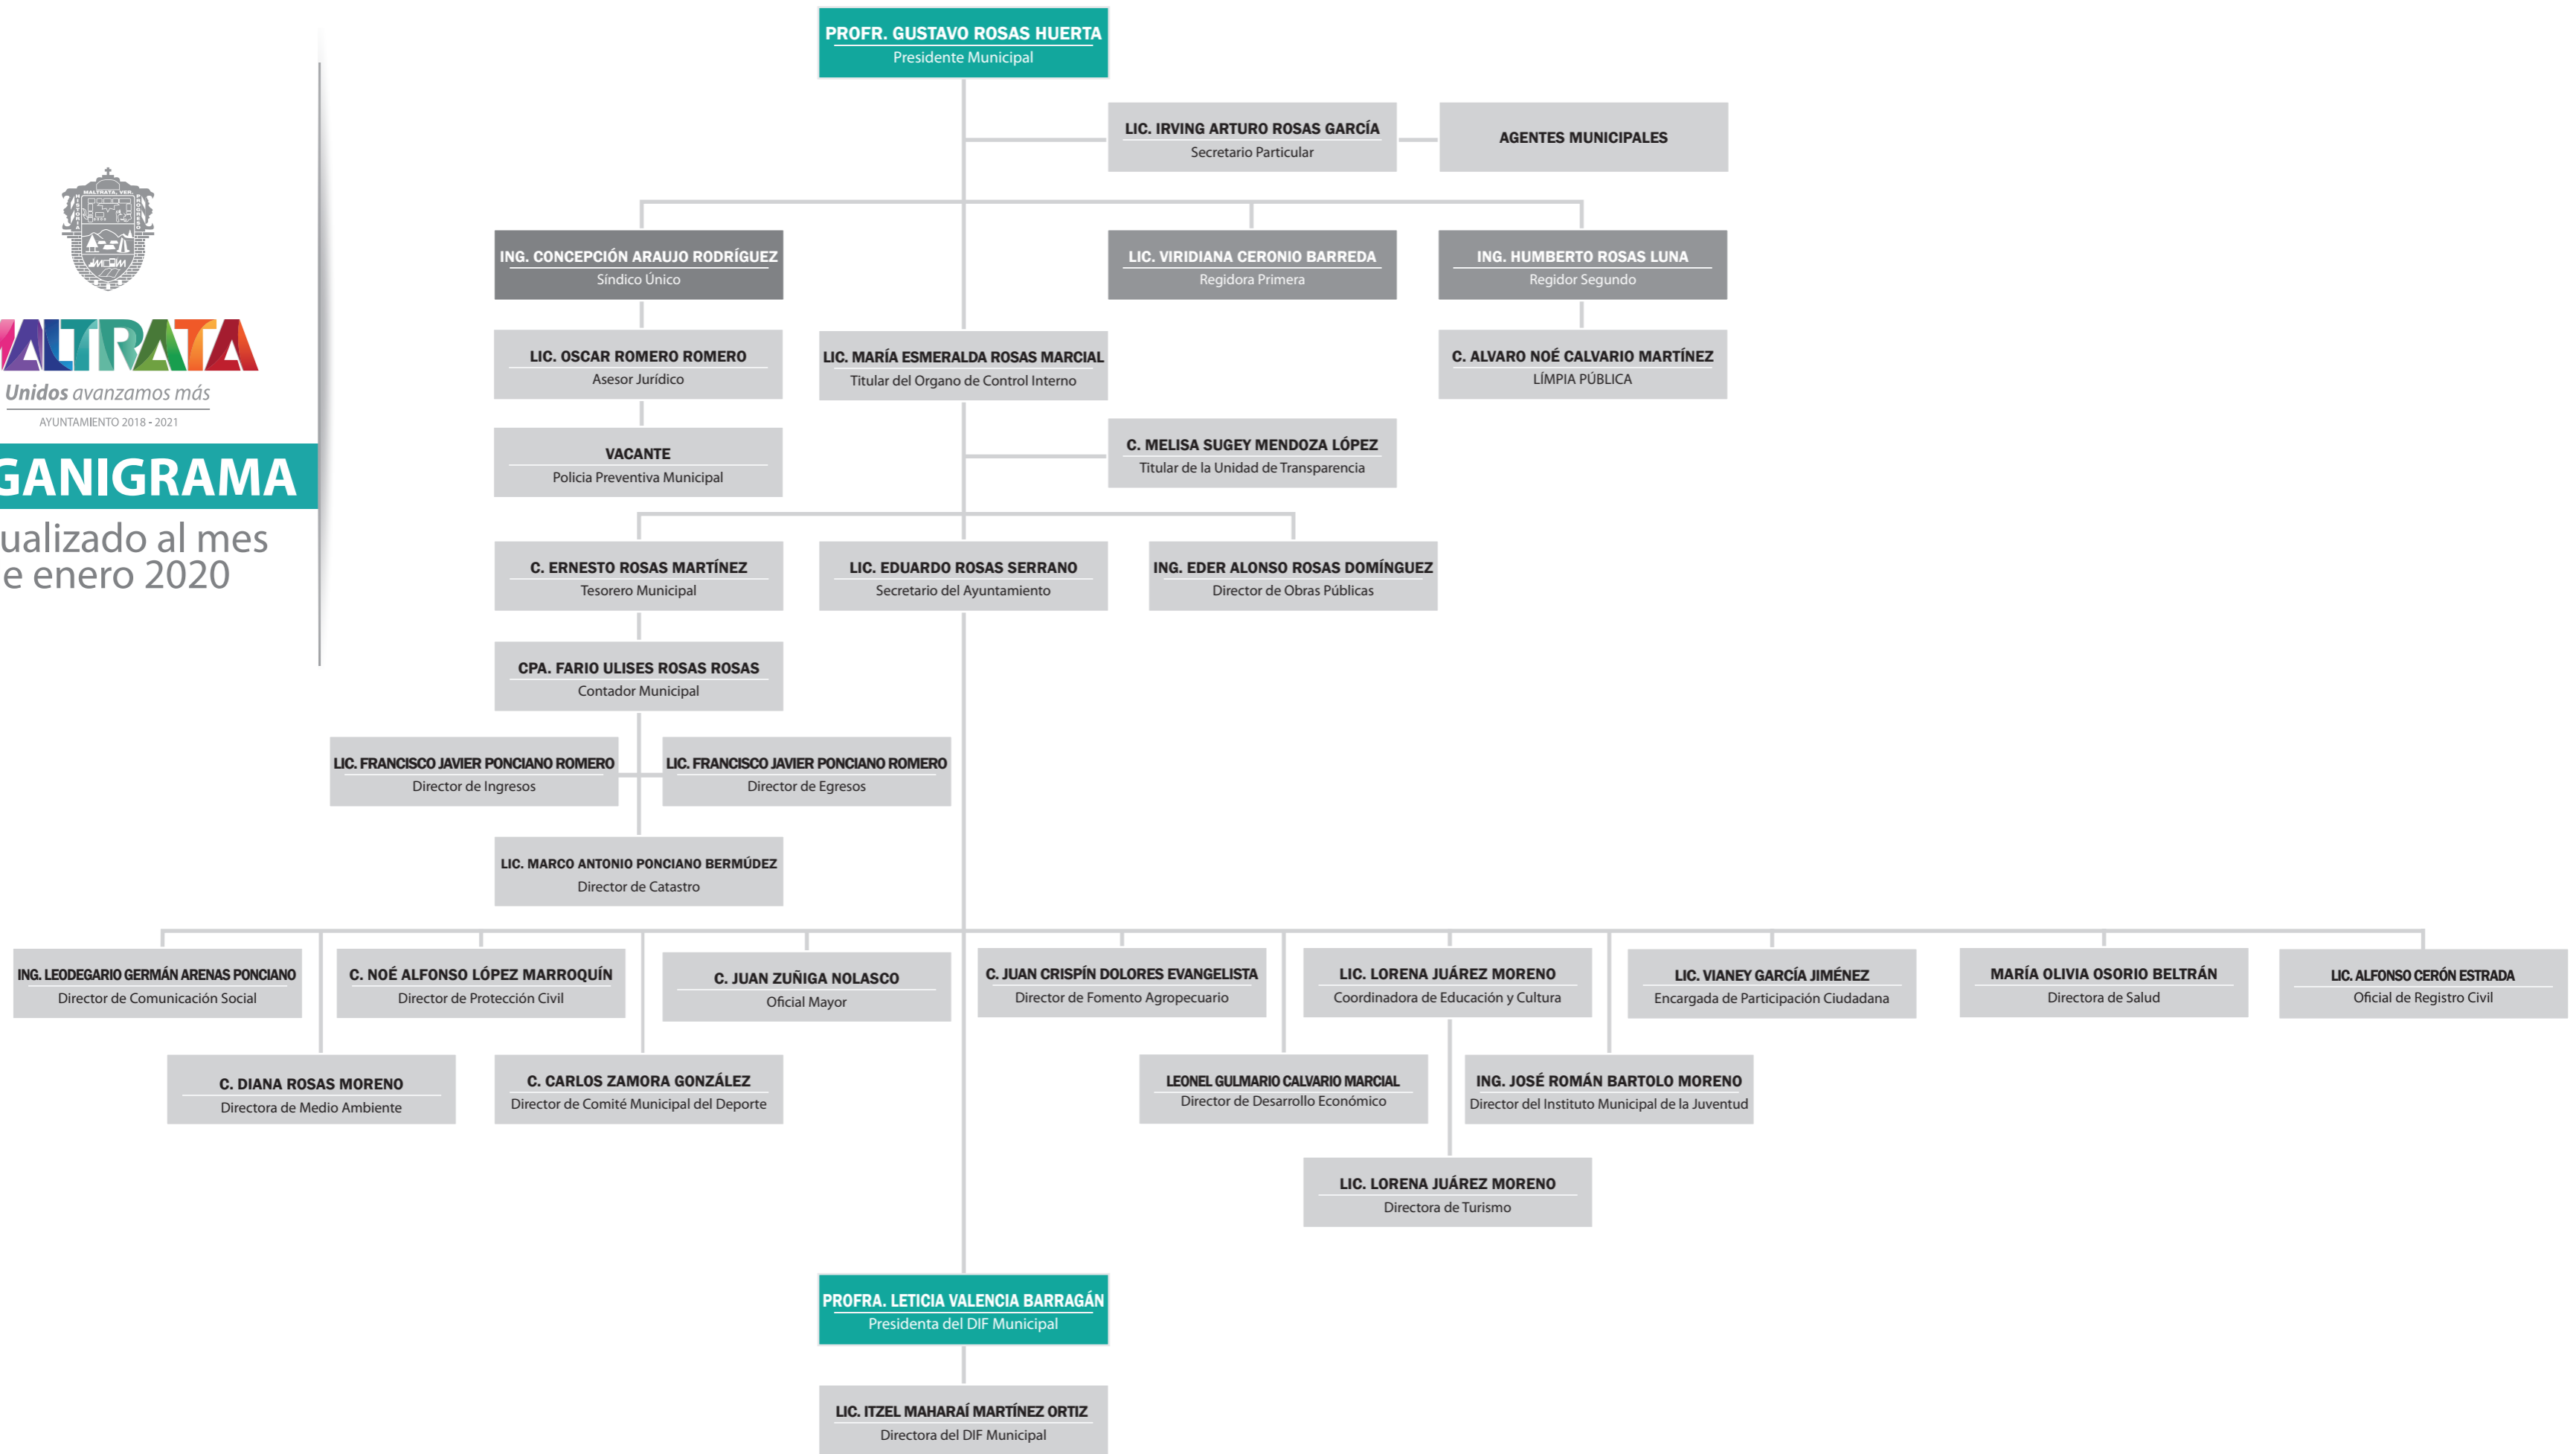 PROFR. GUSTAVO ROSAS HUERTA
Presidente Municipal
LIC. IRVING ARTURO ROSAS GARCÍA
Secretario Particular
AGENTES MUNICIPALES
MALTRATA, VER.
HISTORIA
PROGRESO
MALTRATA
Unidos avanzamos más
AYUNTAMIENTO 2018 - 2021
GANIGRAMA
ualizado al mes
e enero 2020
ING. CONCEPCIÓN ARAUJO RODRÍGUEZ
Síndico Único
LIC. VIRIDIANA CERONIO BARREDA
Regidora Primera
ING. HUMBERTO ROSAS LUNA
Regidor Segundo
LIC. OSCAR ROMERO ROMERO
Asesor Jurídico
LIC. MARÍA ESMERALDA ROSAS MARCIAL
Titular del Organo de Control Interno
C. ALVARO NOÉ CALVARIO MARTÍNEZ
LÍMPIA PÚBLICA
VACANTE
Policia Preventiva Municipal
C. MELISA SUGEY MENDOZA LÓPEZ
Titular de la Unidad de Transparencia
C. ERNESTO ROSAS MARTÍNEZ
Tesorero Municipal
LIC. EDUARDO ROSAS SERRANO
Secretario del Ayuntamiento
ING. EDER ALONSO ROSAS DOMÍNGUEZ
Director de Obras Públicas
CPA. FARIO ULISES ROSAS ROSAS
Contador Municipal
LIC. FRANCISCO JAVIER PONCIANO ROMERO
Director de Ingresos
LIC. FRANCISCO JAVIER PONCIANO ROMERO
Director de Egresos
LIC. MARCO ANTONIO PONCIANO BERMÚDEZ
Director de Catastro
ING. LEODEGARIO GERMÁN ARENAS PONCIANO
Director de Comunicación Social
C. NOÉ ALFONSO LÓPEZ MARROQUÍN
Director de Protección Civil
C. JUAN ZUÑIGA NOLASCO
Oficial Mayor
C. JUAN CRISPÍN DOLORES EVANGELISTA
Director de Fomento Agropecuario
LIC. LORENA JUÁREZ MORENO
Coordinadora de Educación y Cultura
LIC. VIANEY GARCÍA JIMÉNEZ
Encargada de Participación Ciudadana
MARÍA OLIVIA OSORIO BELTRÁN
Directora de Salud
LIC. ALFONSO CERÓN ESTRADA
Oficial de Registro Civil
C. DIANA ROSAS MORENO
Directora de Medio Ambiente
C. CARLOS ZAMORA GONZÁLEZ
Director de Comité Municipal del Deporte
LEONEL GULMARIO CALVARIO MARCIAL
Director de Desarrollo Económico
ING. JOSÉ ROMÁN BARTOLO MORENO
Director del Instituto Municipal de la Juventud
LIC. LORENA JUÁREZ MORENO
Directora de Turismo
PROFRA. LETICIA VALENCIA BARRAGÁN
Presidenta del DIF Municipal
LIC. ITZEL MAHARAÍ MARTÍNEZ ORTIZ
Directora del DIF Municipal